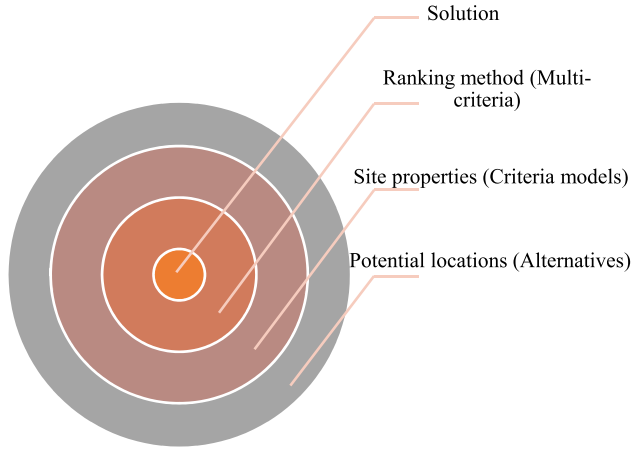 Solution
Ranking method (Multi-
criteria)
Site properties (Criteria models)
Potential locations (Alternatives)